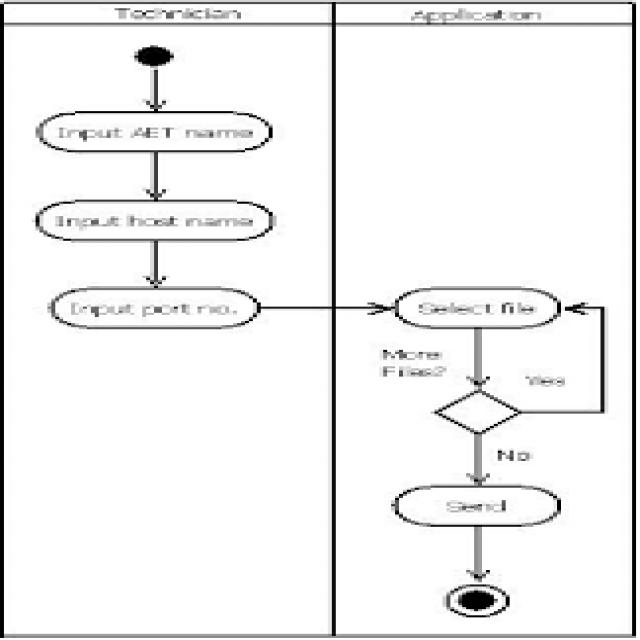 Technician
Application
Input AET name
Input host name
Input port no.
Select file
More
Files?
Yes
No
Send